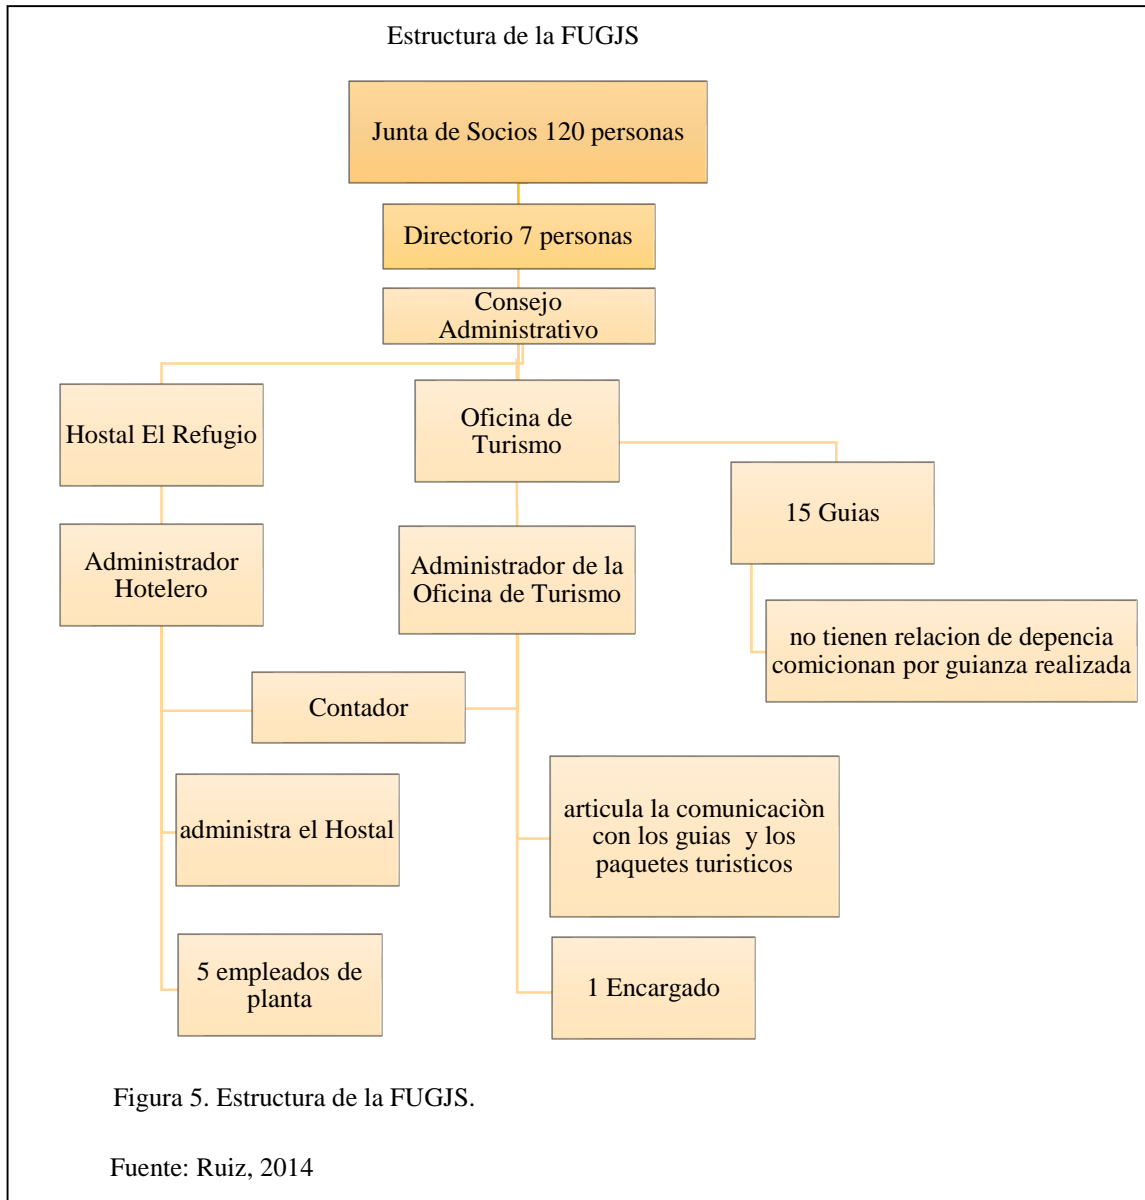 Estructura de la FUGJS
Junta de Socios 120 personas
Directorio 7 personas
Consejo
Administrativo
Hostal El Refugio
Oficina de
Turismo
15 Guias
Administrador
Hotelero
Administrador de la
Oficina de Turismo
no tienen relacion de depencia
comicionan por guianza realizada
Contador
administra el Hostal
articula la comunicaciòn
con los guias y los
paquetes turisticos
5 empleados de
planta
1 Encargado
Figura 5. Estructura de la FUGJS.
Fuente: Ruiz, 2014